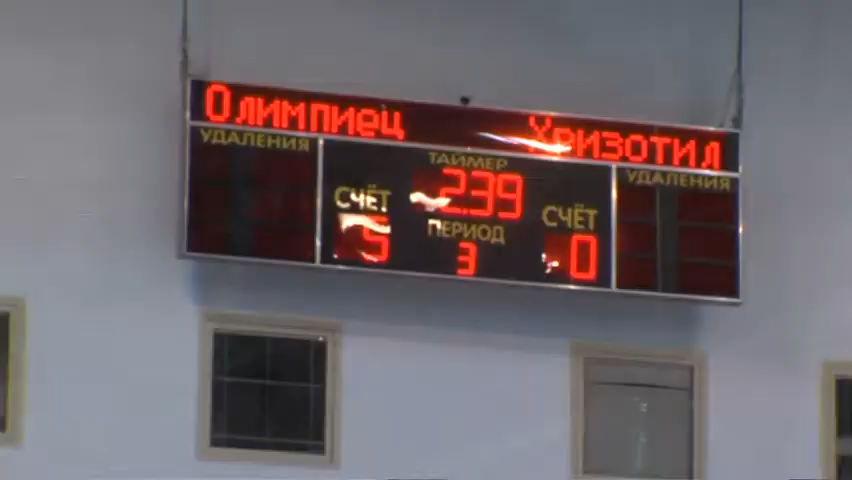 Олимпиец Хризотил
УДАЛЕНИЯ ТАЙМЕР УДАЛЕНИЯ
2:39
СЧЁТ ПЕРИОД СЧЁТ
5 3 0